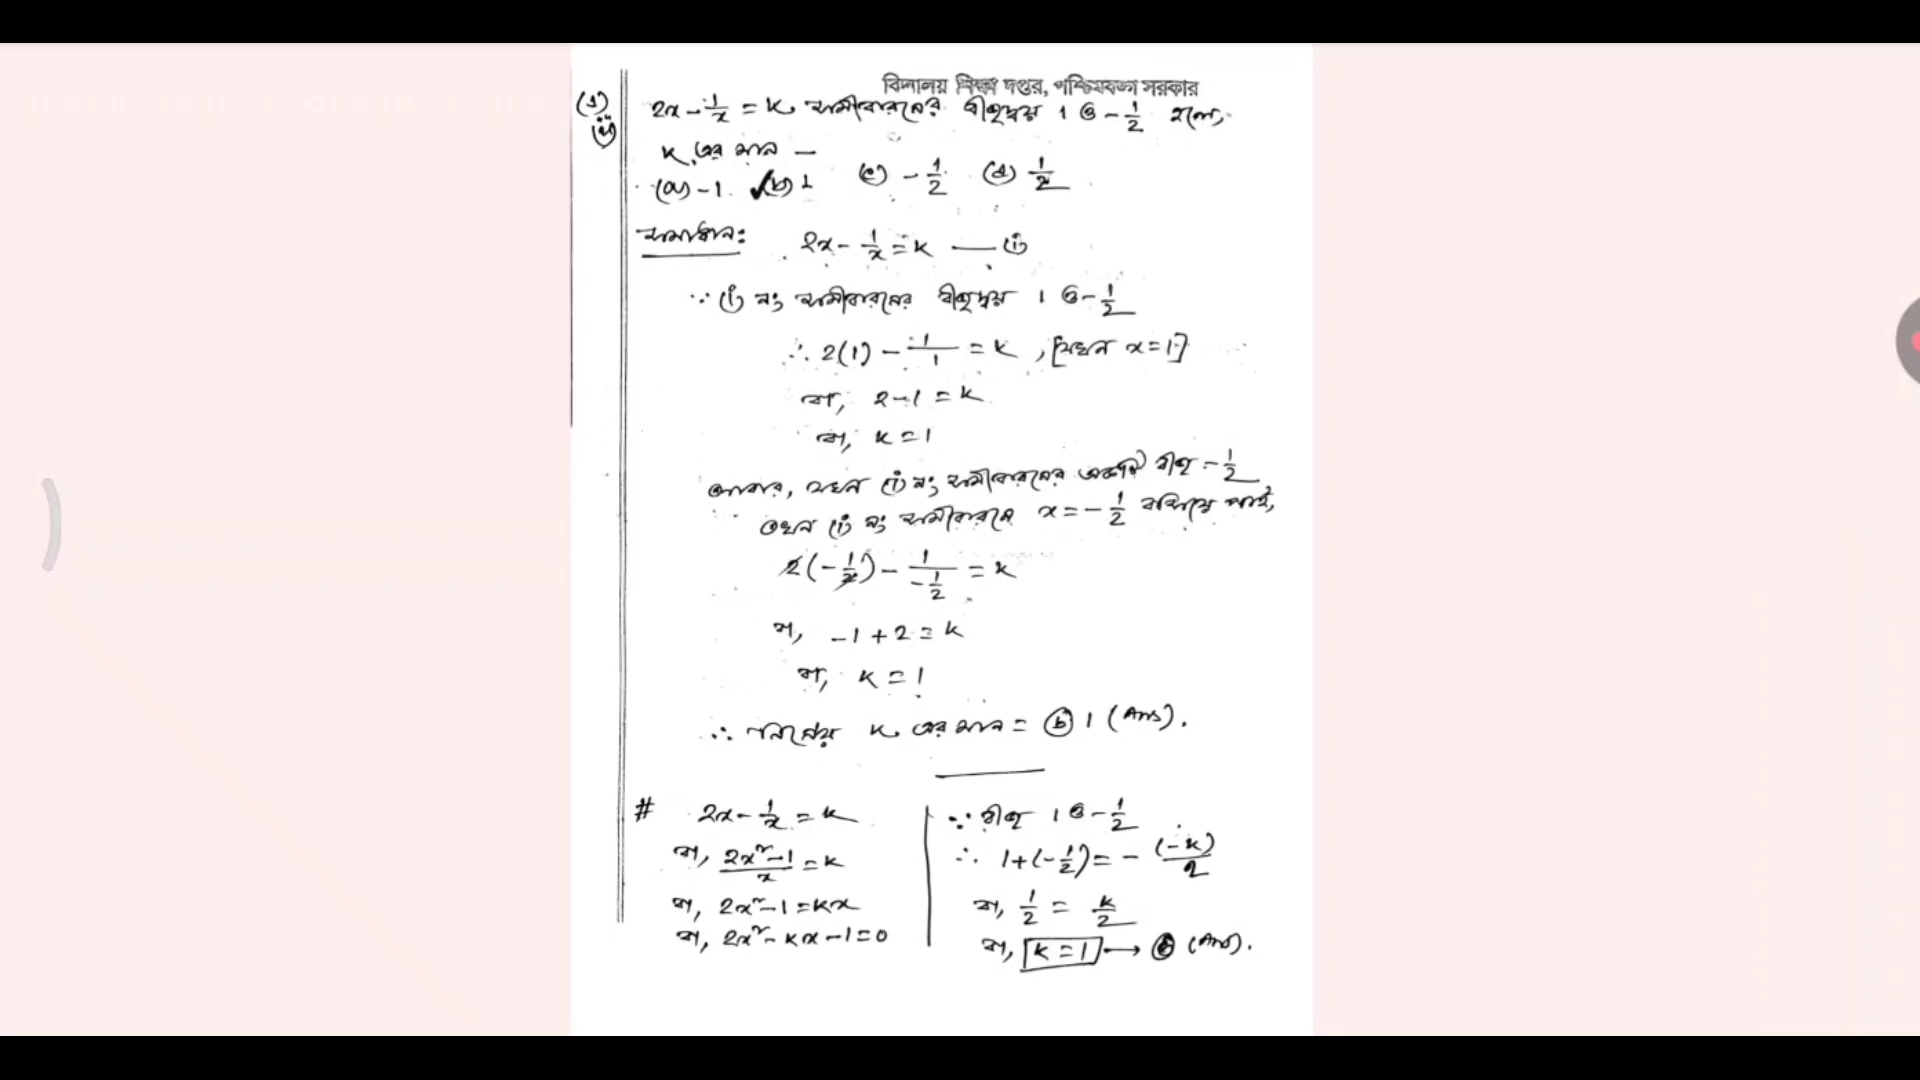 বিদ্যালয় শিক্ষা দপ্তর, পশ্চিমবঙ্গ সরকার
(১) 2x - 1/x = k সমীকরণের বীজদ্বয় 1 ও -1/2 হলে,
k এর মান —
(a) -1 ✓(b) 1 (c) -1/2 (d) 1/2
সমাধান: 2x - 1/x = k —— (i)
∵ (i) নং সমীকরণের বীজদ্বয় 1 ও -1/2
∴ 2(1) - 1/1 = k, [যখন x=1]
বা, 2-1 = k
বা, k = 1
আবার, যখন (i) নং সমীকরণের একটি বীজ -1/2
তখন (i) নং সমীকরণে x = -1/2 বসিয়ে পাই,
2(-1/2) - 1/(-1/2) = k
বা, -1+2 = k
বা, k = 1
∴ নির্ণেয় k এর মান = (b) 1 (Ans).
# 2x - 1/x = k
বা, (2x²-1)/x = k
বা, 2x²-1 = kx
বা, 2x²-kx-1=0
∵ বীজ 1 ও -1/2
∴ 1+(-1/2) = -(-k)/2
বা, 1/2 = k/2
বা, k = 1 → (b) (Ans).